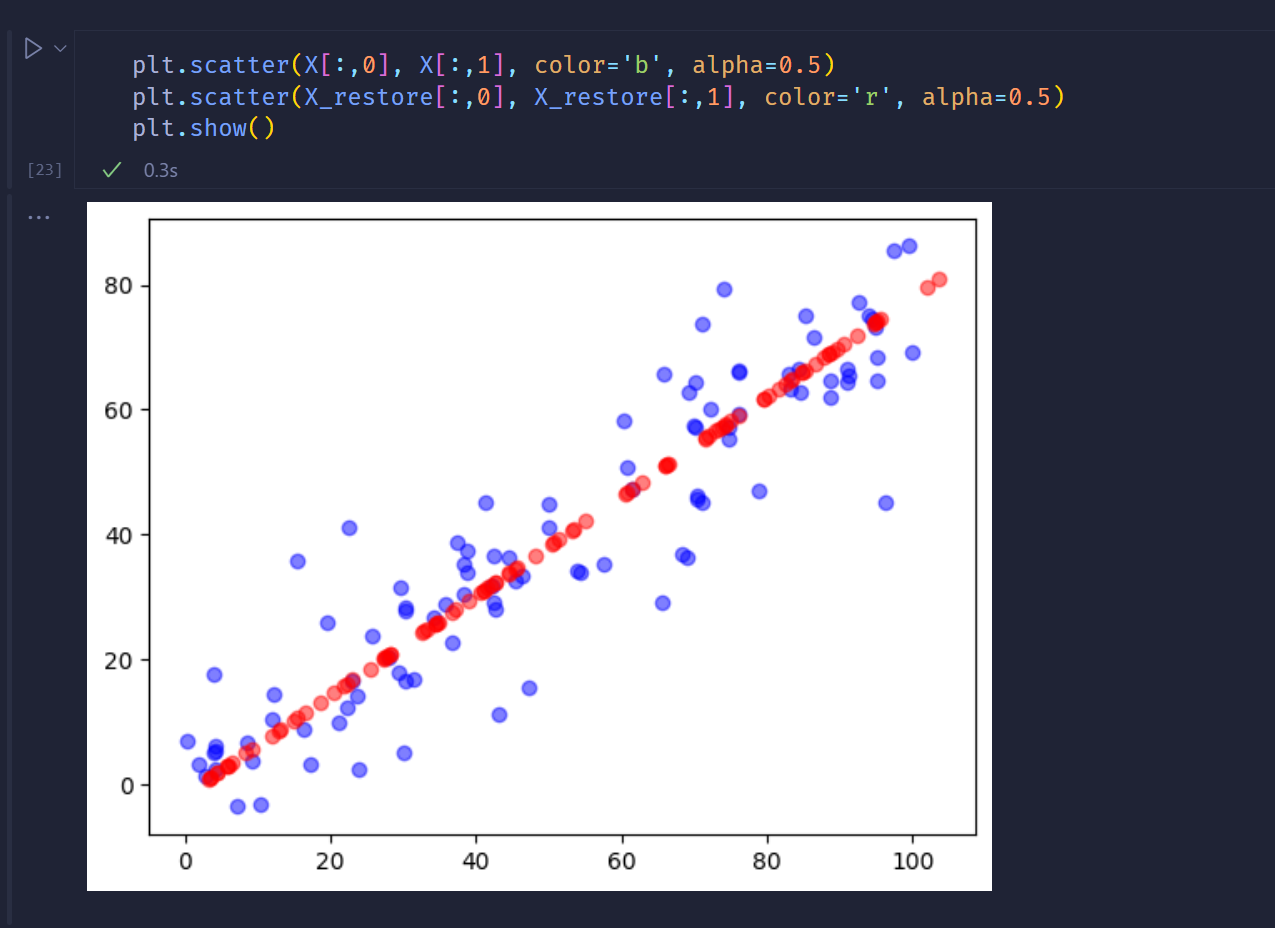 plt.scatter(X[:,0], X[:,1], color='b', alpha=0.5)
plt.scatter(X_restore[:,0], X_restore[:,1], color='r', alpha=0.5)
plt.show()
[23]
0.3s
...
80
60
40
20
0
0 20 40 60 80 100